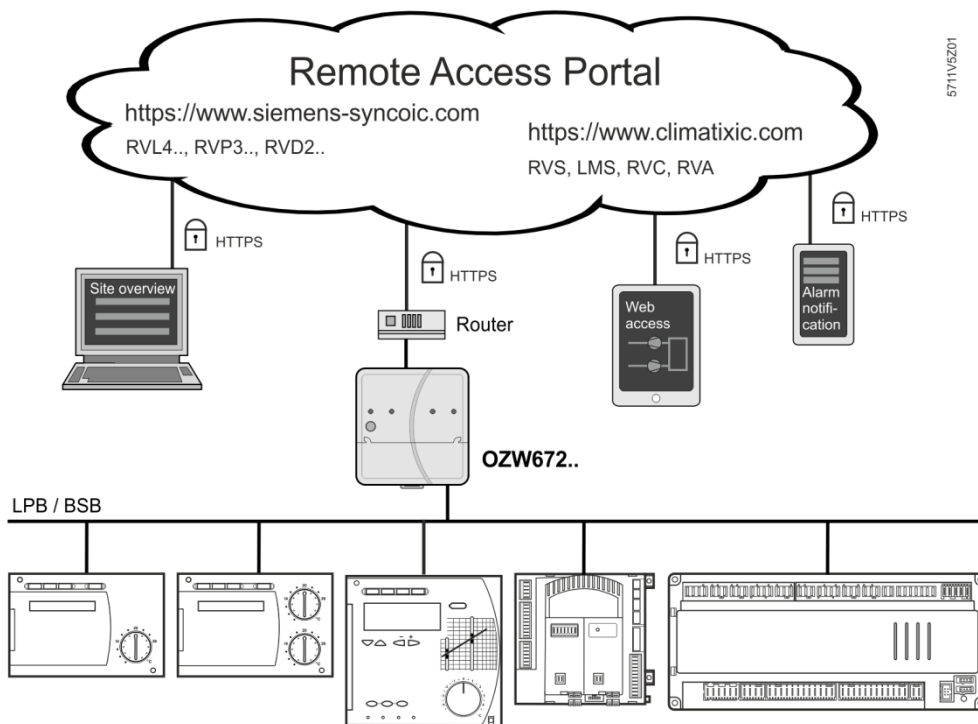 Remote Access Portal
https://www.siemens-syncoic.com
RVL4.., RVP3.., RVD2..
https://www.climatixic.com
RVS, LMS, RVC, RVA
5711V5Z01
HTTPS
HTTPS
HTTPS
HTTPS
Site overview
Router
Web
access
Alarm
notifi-
cation
OZW672..
LPB / BSB